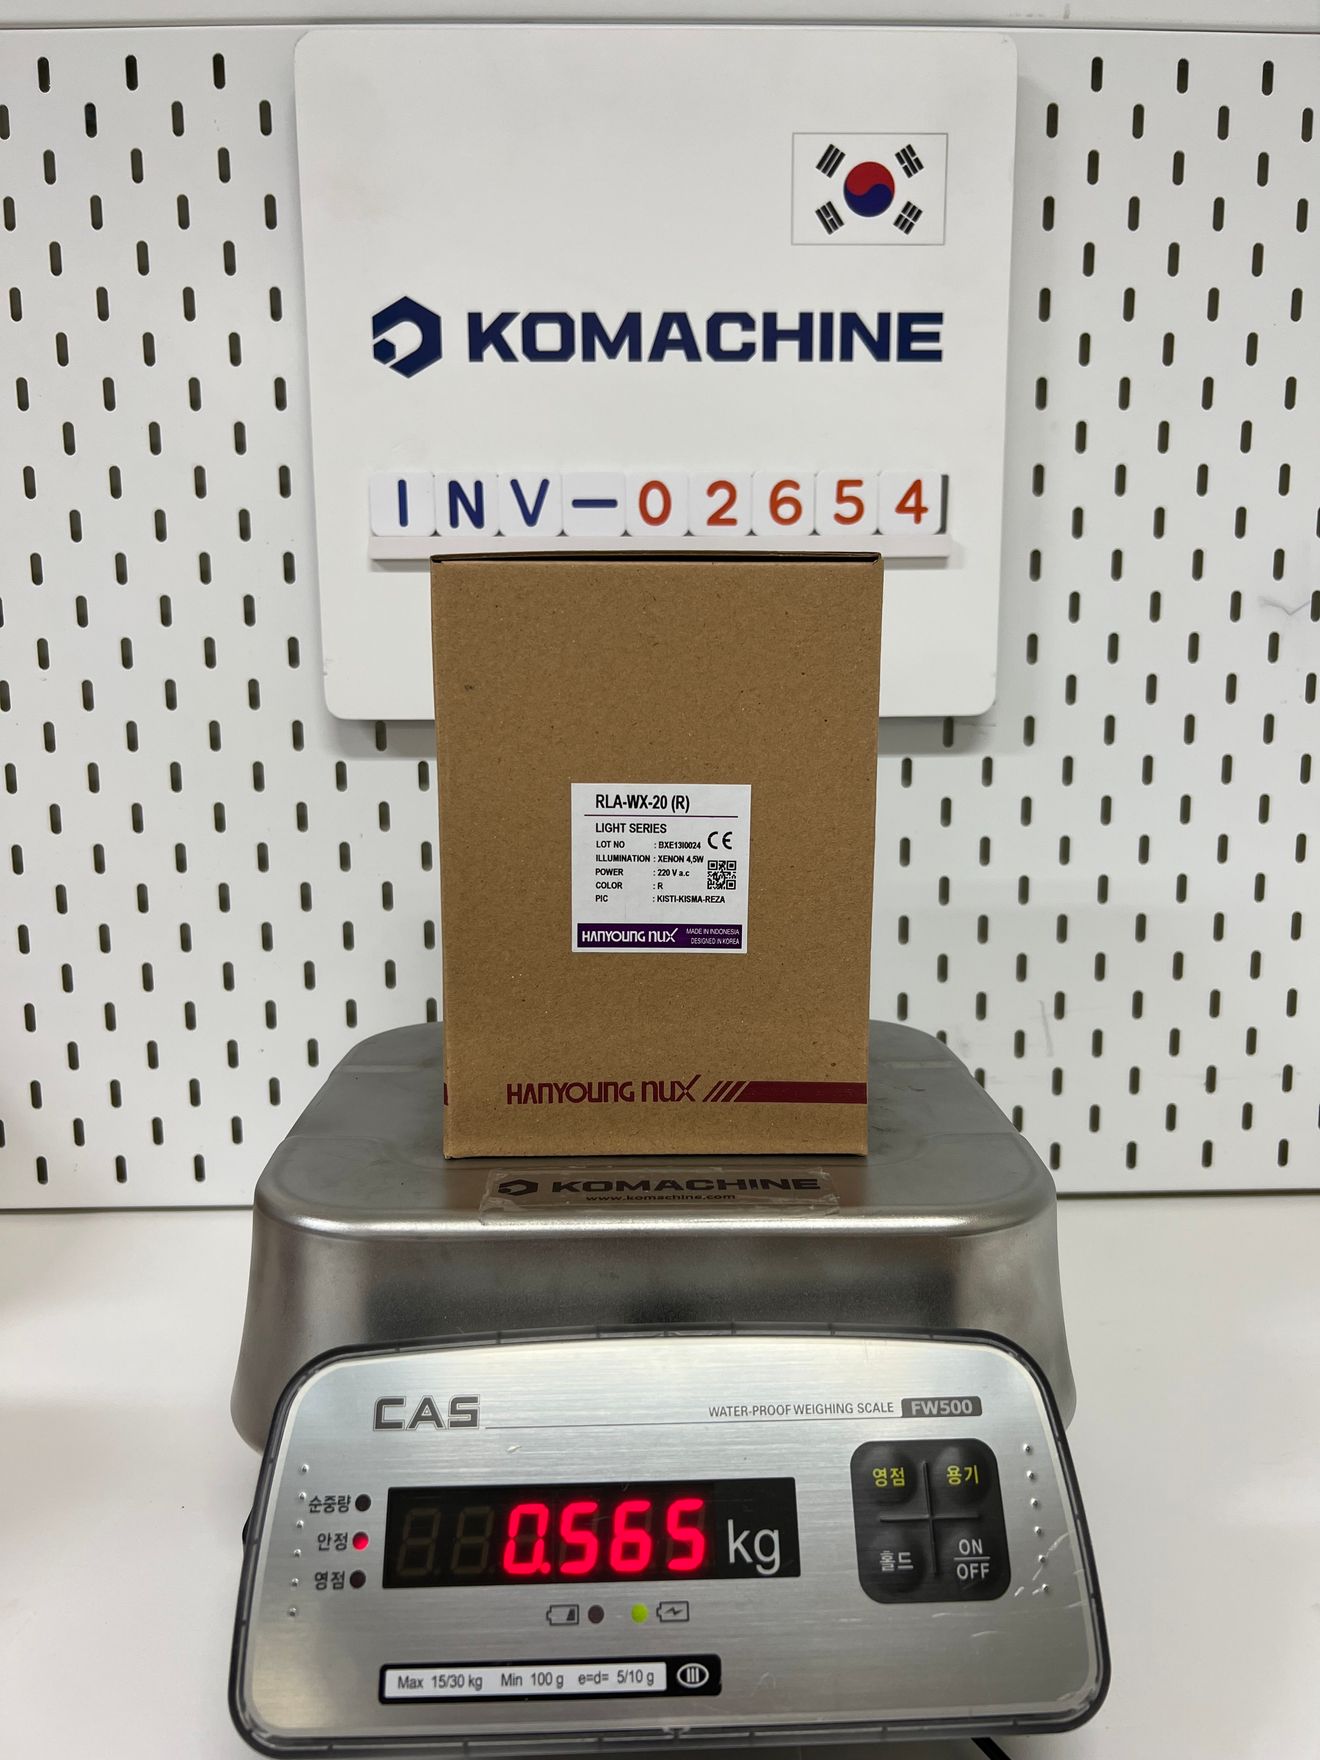 KOMACHINE
INV-02654
RLA-WX-20 (R)
LIGHT SERIES
LOT NO : BXE13I0024
CE
ILLUMINATION : XENON 4,5W
POWER : 220 V a.c
COLOR : R
PIC : KISTI-KISMA-REZA
HANYOUNG NUX
MADE IN INDONESIA
DESIGNED IN KOREA
HANYOUNG NUX
KOMACHINE
www.komachine.com
CAS
WATER-PROOF WEIGHING SCALE FW500
순중량
안정
영점
0.565 kg
영점 용기
홀드 ON
OFF
Max 15/30 kg Min 100 g e=d= 5/10 g III